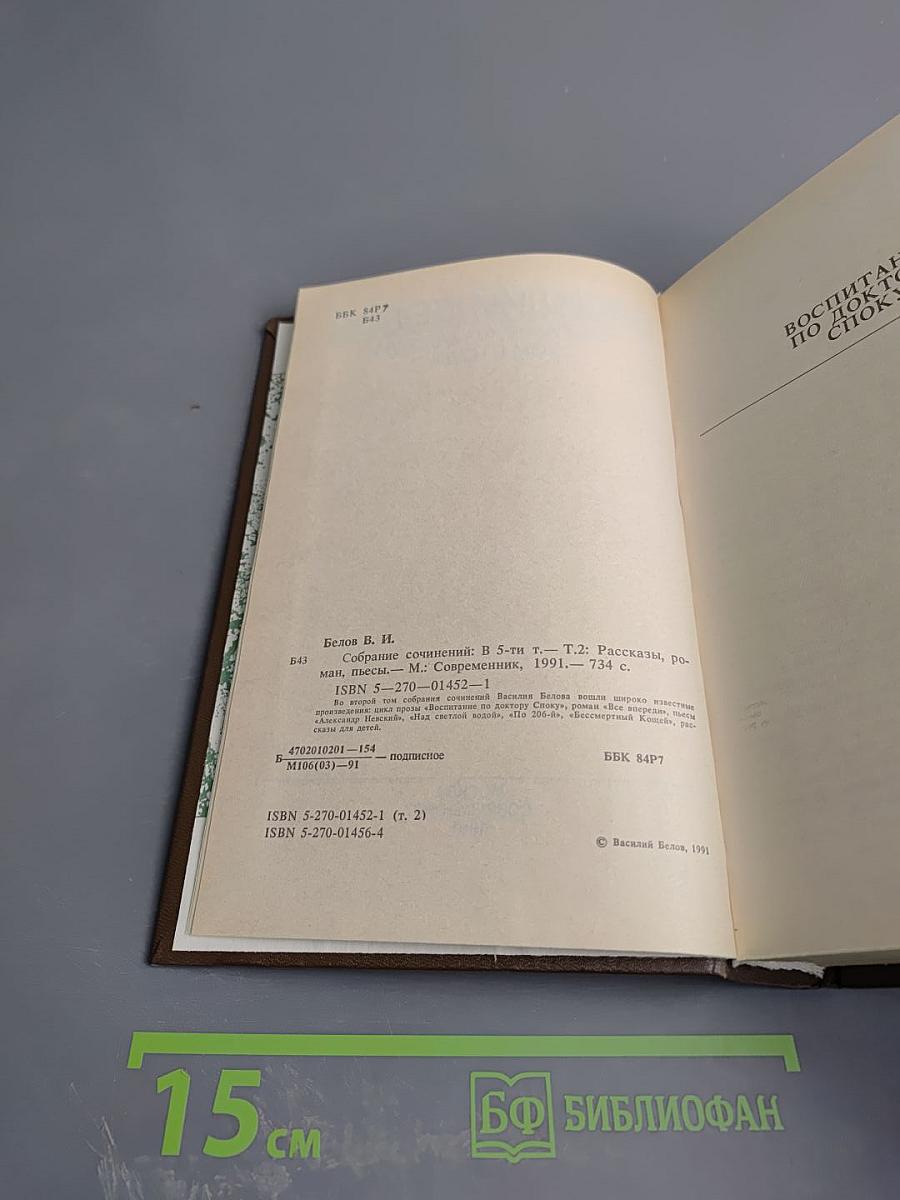 ББК 84Р7
Б43
Белов В. И.
Б43 Собрание сочинений: В 5-ти т.— Т.2: Рассказы, ро-
ман, пьесы.— М.: Современник, 1991.— 734 с.
ISBN 5—270—01452—1
Во второй том собрания сочинений Василия Белова вошли широко известные
произведения: цикл прозы «Воспитание по доктору Споку», роман «Все впереди», пьесы
«Александр Невский», «Над светлой водой», «По 206-й», «Бессмертный Кощей», рас-
сказы для детей.
Б 4702010201—154
М106(03)—91 — подписное
ББК 84Р7
ISBN 5-270-01452-1 (т. 2)
ISBN 5-270-01456-4
© Василий Белов, 1991
ВОСПИТАН
ПО ДОКТО
СПОКУ
15 см
БФ БИБЛИОФАН